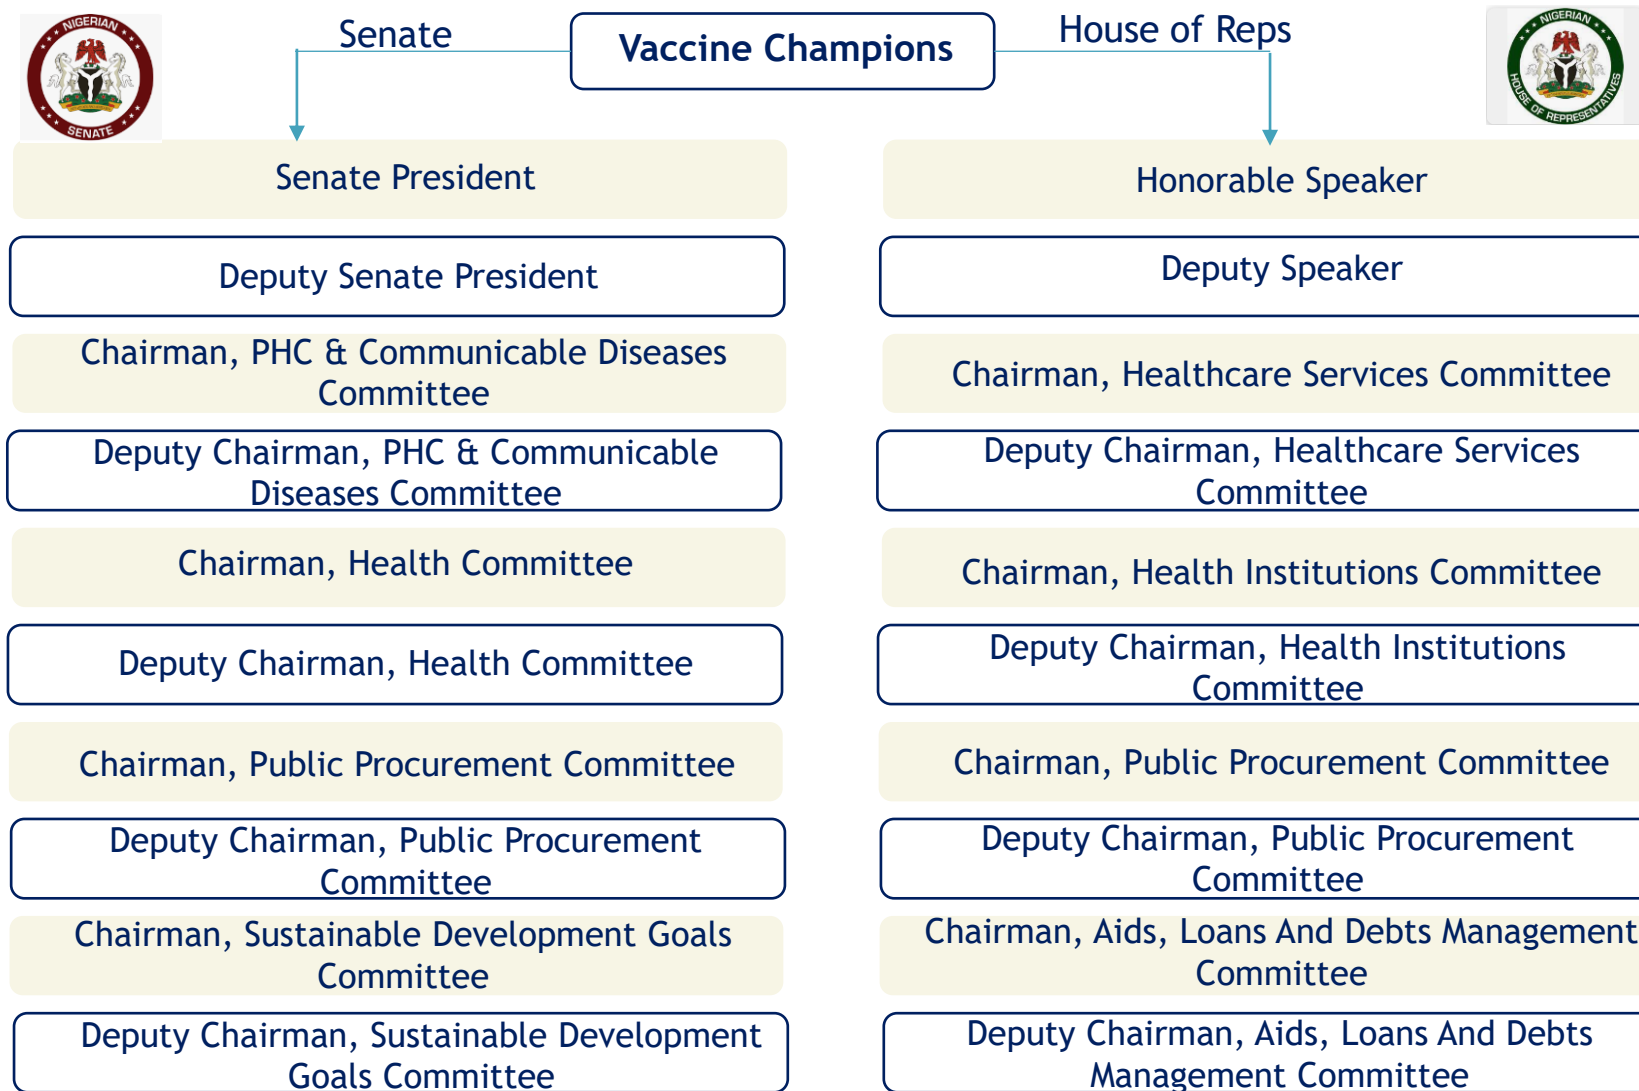 NIGERIAN
SENATE
Senate
Vaccine Champions
House of Reps
NIGERIAN
HOUSE OF REPRESENTATIVES
Senate President
Deputy Senate President
Chairman, PHC & Communicable Diseases
Committee
Deputy Chairman, PHC & Communicable
Diseases Committee
Chairman, Health Committee
Deputy Chairman, Health Committee
Chairman, Public Procurement Committee
Deputy Chairman, Public Procurement
Committee
Chairman, Sustainable Development Goals
Committee
Deputy Chairman, Sustainable Development
Goals Committee
Honorable Speaker
Deputy Speaker
Chairman, Healthcare Services Committee
Deputy Chairman, Healthcare Services
Committee
Chairman, Health Institutions Committee
Deputy Chairman, Health Institutions
Committee
Chairman, Public Procurement Committee
Deputy Chairman, Public Procurement
Committee
Chairman, Aids, Loans And Debts Management
Committee
Deputy Chairman, Aids, Loans And Debts
Management Committee